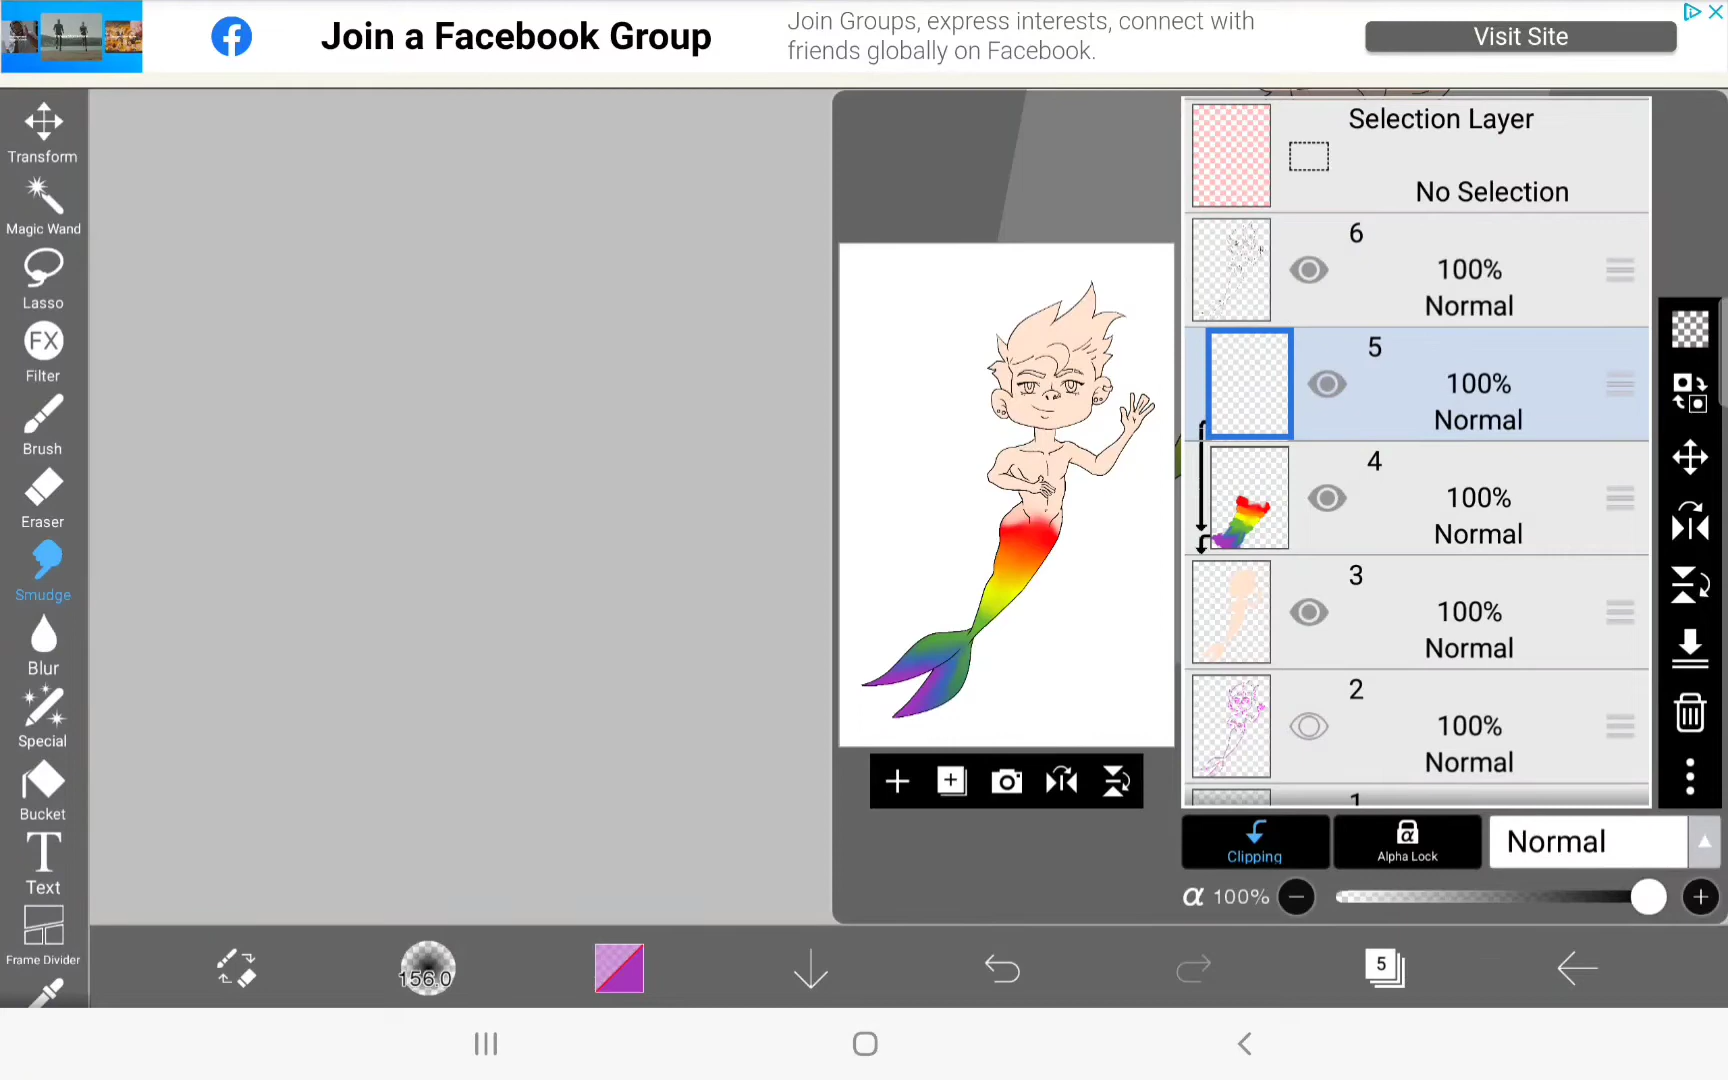 Join a Facebook Group
Join Groups, express interests, connect with
friends globally on Facebook.
Visit Site
Transform
Magic Wand
Lasso
FX
Filter
Brush
Eraser
Smudge
Blur
Special
Bucket
T
Text
Frame Divider
Selection Layer
No Selection
6
100%
Normal
5
100%
Normal
4
100%
Normal
3
100%
Normal
2
100%
Normal
1
Clipping
α
Alpha Lock
Normal
α 100%
156.0
5